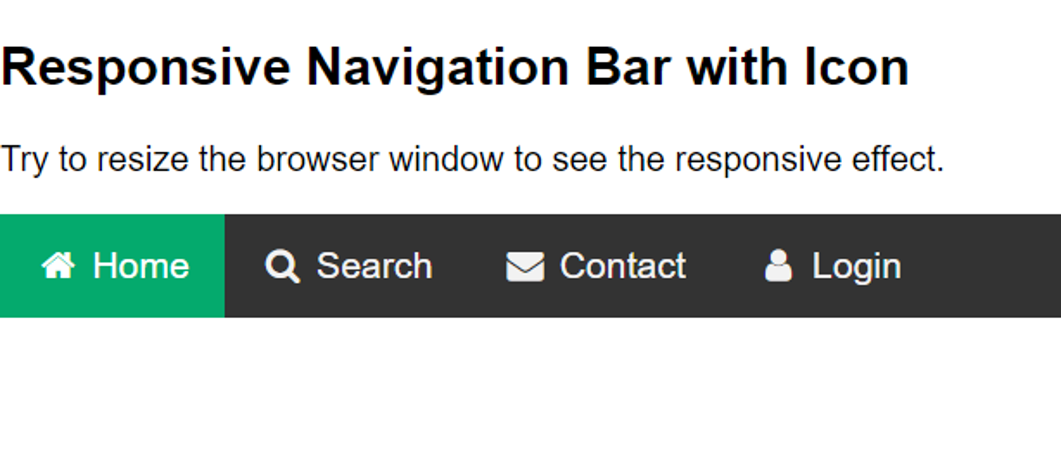 Responsive Navigation Bar with Icon
Try to resize the browser window to see the responsive effect.
Home Search Contact Login